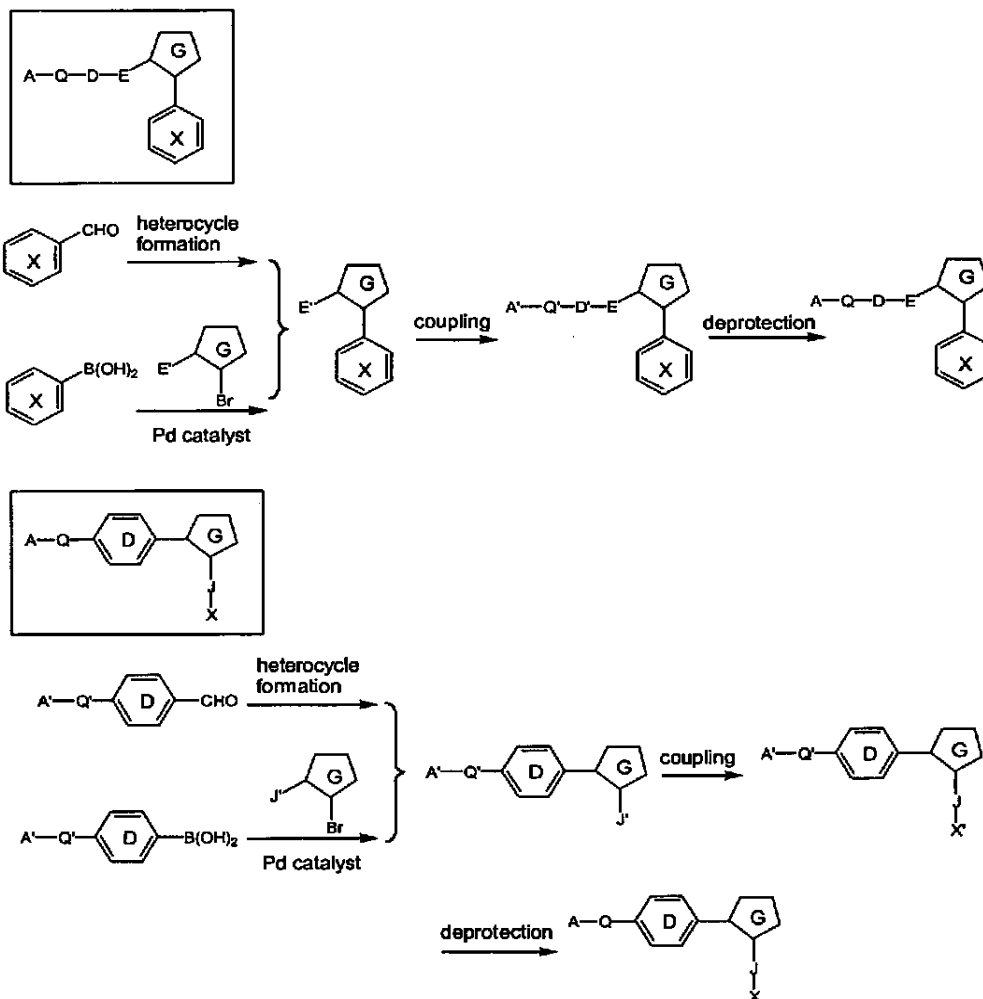 G
A—Q—D—E
X
CHO
X
heterocycle
formation
G
E'
X
coupling
G
A'—Q'—D'—E
X
deprotection
G
A—Q—D—E
X
B(OH)2
X
G
E'
Br
Pd catalyst
A—Q
D
G
J
X
A'—Q'
D
CHO
heterocycle
formation
G
J'
Br
A'—Q'
D
B(OH)2
Pd catalyst
A'—Q'
D
G
J'
coupling
A'—Q'
D
G
J
X'
deprotection
A—Q
D
G
J
X